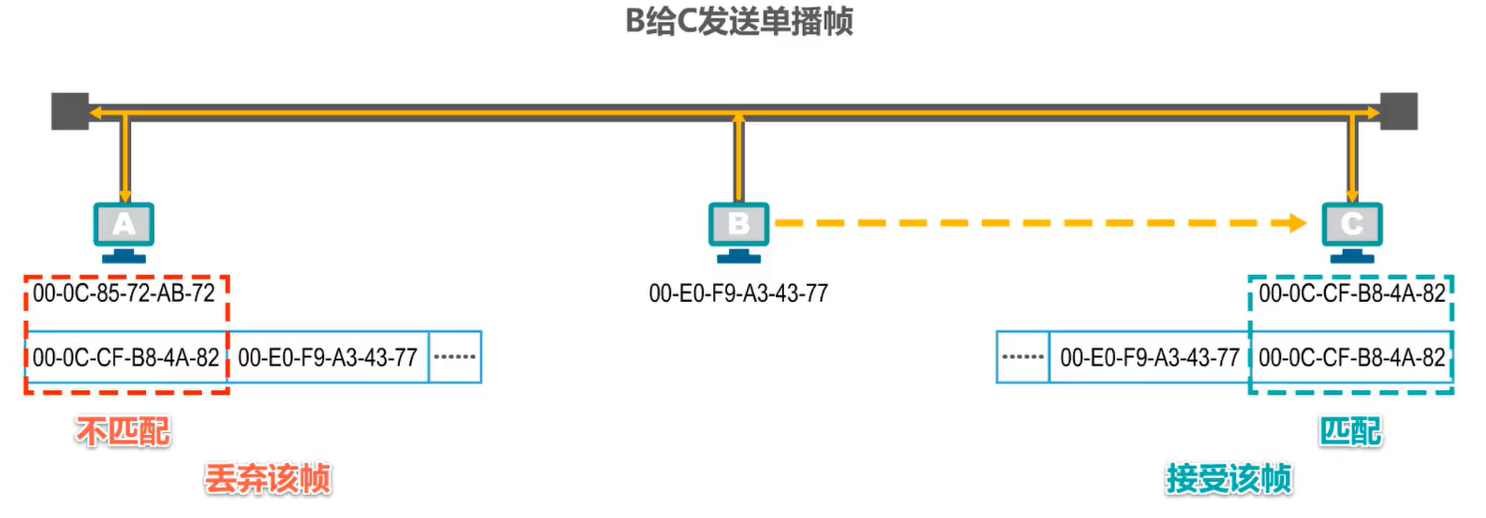 B给C发送单播帧
A
B
C
00-0C-85-72-AB-72
00-E0-F9-A3-43-77
00-0C-CF-B8-4A-82
00-0C-CF-B8-4A-82 00-E0-F9-A3-43-77 ······
······ 00-E0-F9-A3-43-77 00-0C-CF-B8-4A-82
不匹配
匹配
丢弃该帧
接受该帧